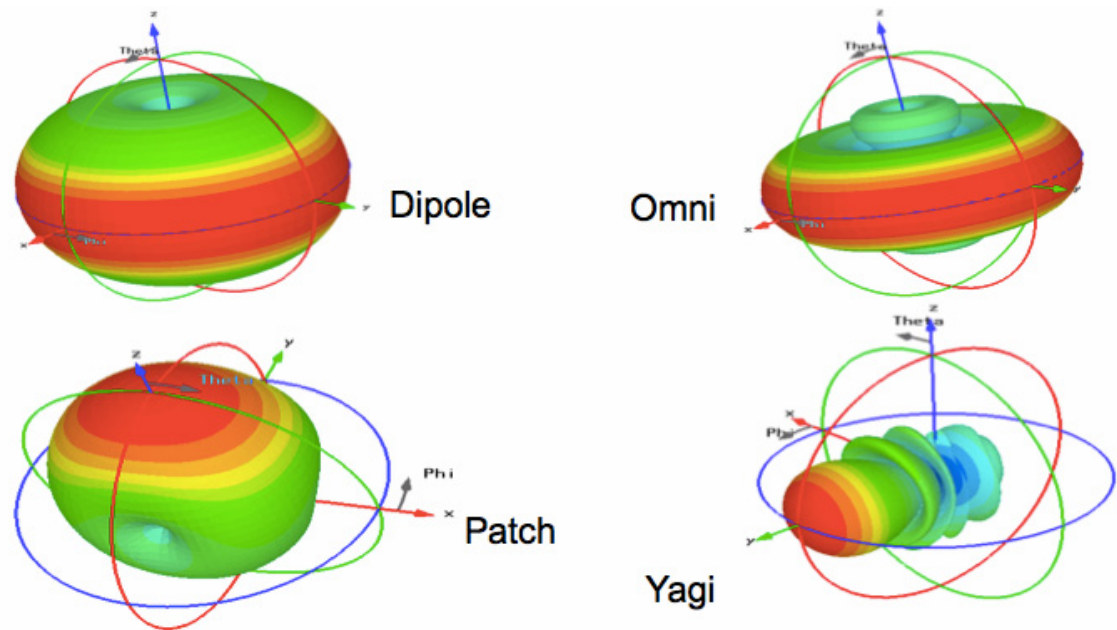 z
Theta
x
Phi
y
Dipole
z
Theta
x
Phi
y
Omni
z
y
Theta
Phi
x
Patch
z
Theta
x
Phi
y
Yagi